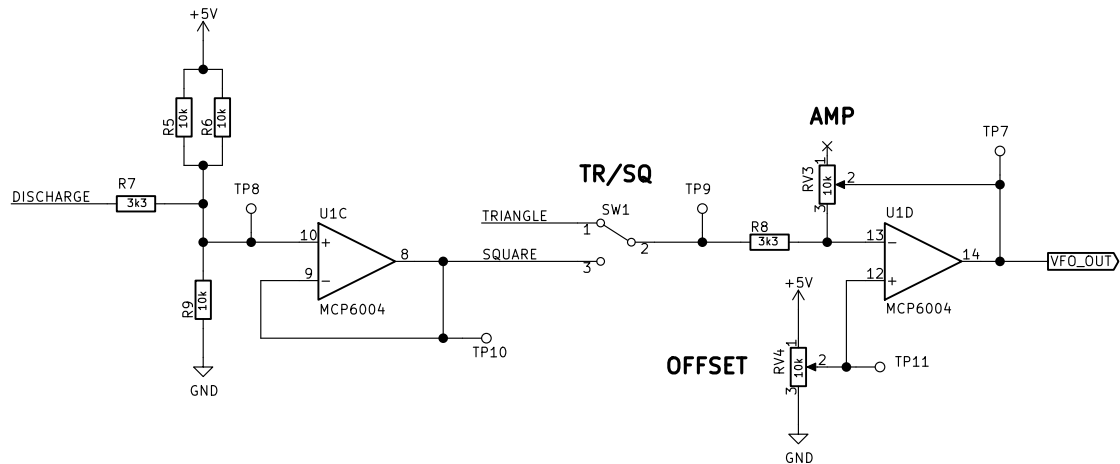 +5V
R5
10k
R6
10k
DISCHARGE
R7
3k3
TP8
U1C
10
+
9
−
8
MCP6004
R9
10k
GND
TP10
TR/SQ
SW1
TRIANGLE
1
2
SQUARE
3
TP9
R8
3k3
AMP
RV3
10k
1
2
3
TP7
U1D
13
−
12
+
14
MCP6004
VFO_OUT
+5V
OFFSET
RV4
10k
1
2
3
TP11
GND